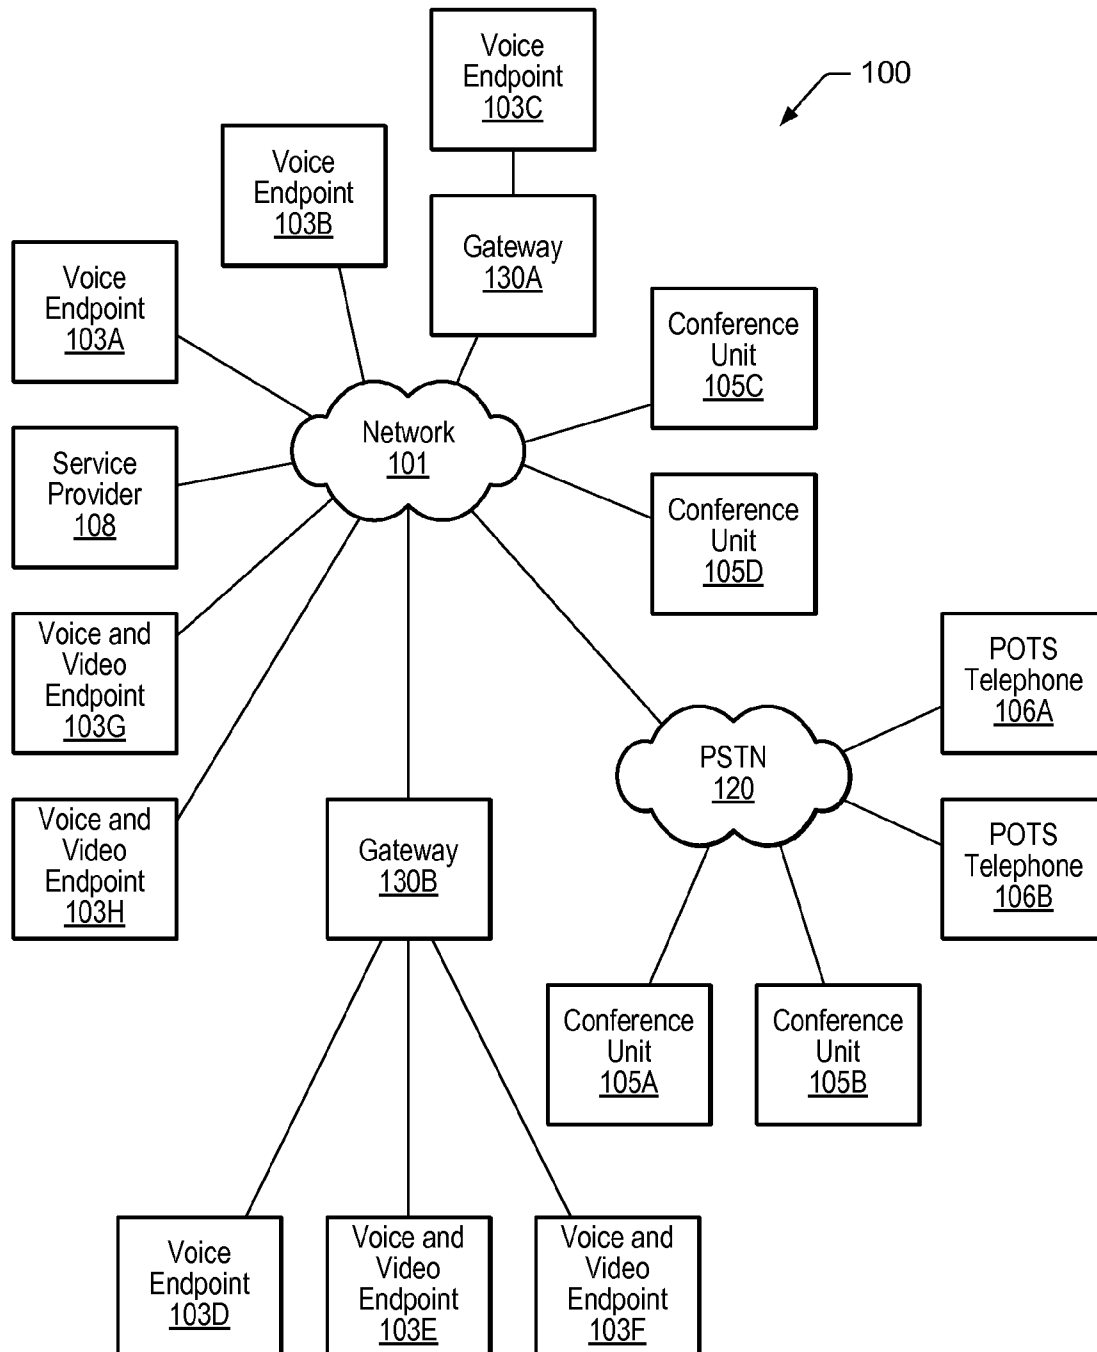 Voice
Endpoint
103C
100
Voice
Endpoint
103B
Gateway
130A
Voice
Endpoint
103A
Conference
Unit
105C
Network
101
Service
Provider
108
Conference
Unit
105D
Voice and
Video
Endpoint
103G
POTS
Telephone
106A
PSTN
120
Voice and
Video
Endpoint
103H
Gateway
130B
POTS
Telephone
106B
Conference
Unit
105A
Conference
Unit
105B
Voice
Endpoint
103D
Voice and
Video
Endpoint
103E
Voice and
Video
Endpoint
103F